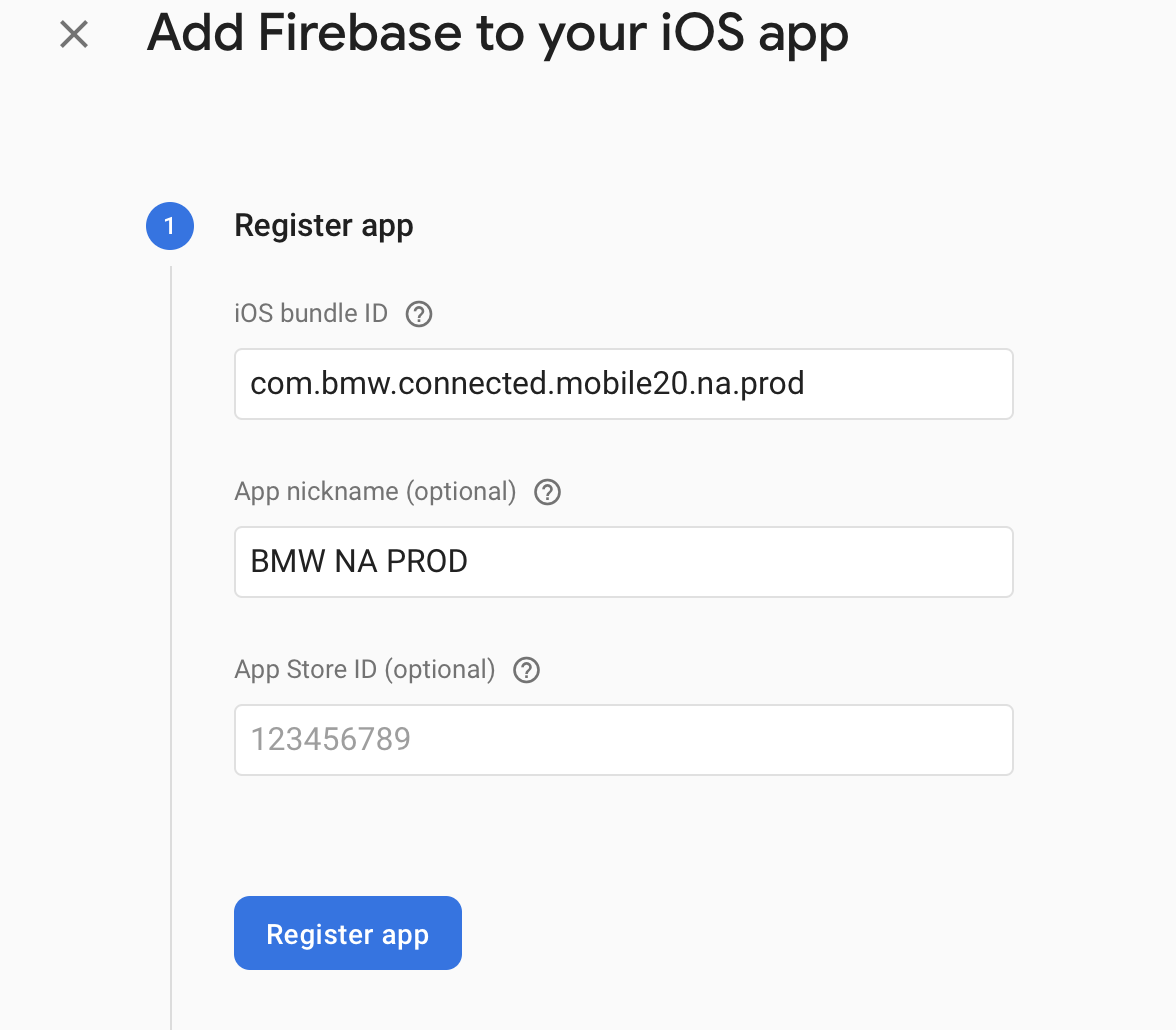 Add Firebase to your iOS app
1 Register app
iOS bundle ID ?
com.bmw.connected.mobile20.na.prod
App nickname (optional) ?
BMW NA PROD
App Store ID (optional) ?
123456789
Register app